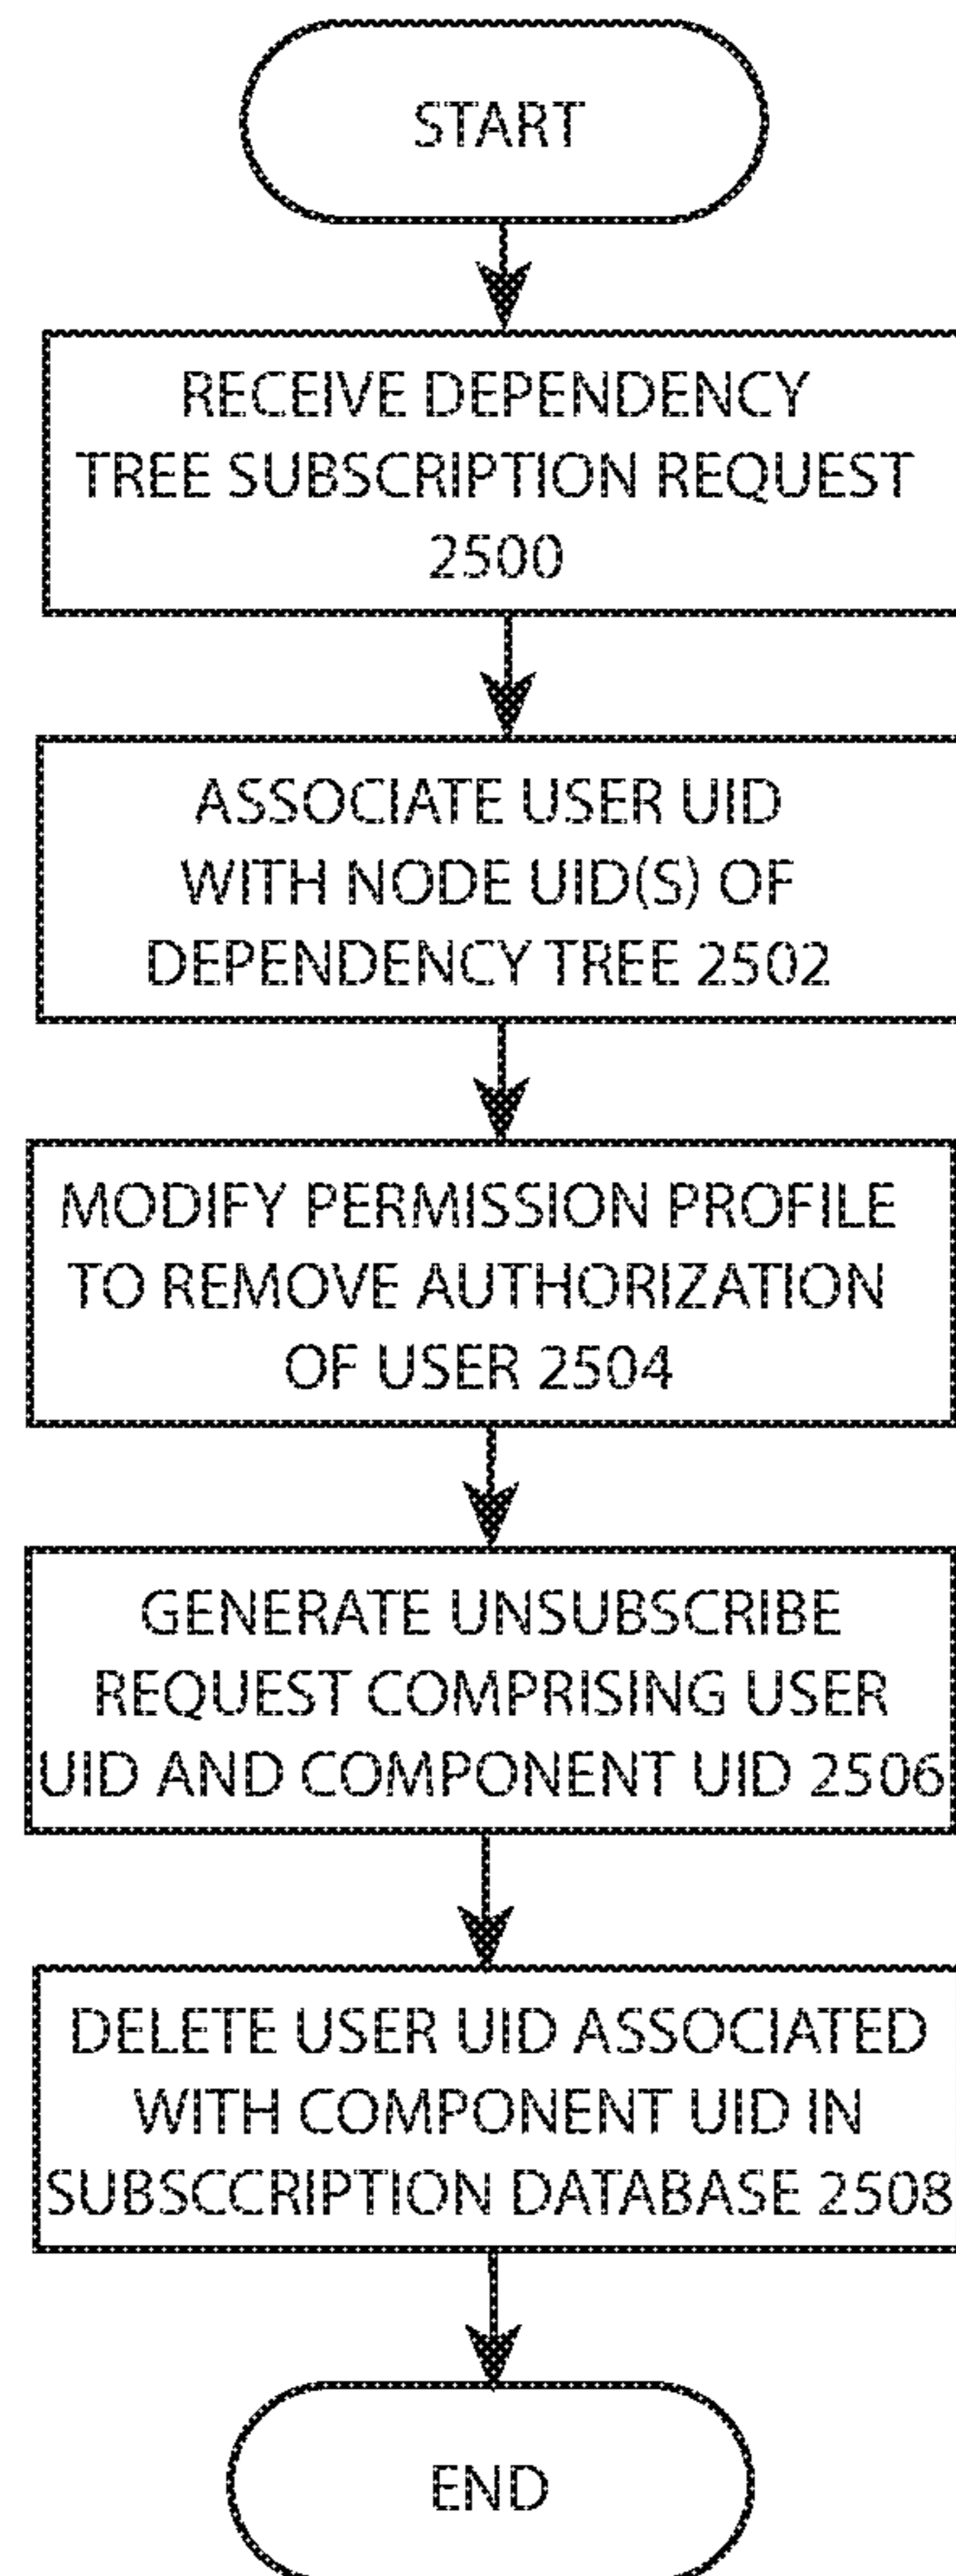 START
RECEIVE DEPENDENCY
TREE SUBSCRIPTION REQUEST
2500
ASSOCIATE USER UID
WITH NODE UID(S) OF
DEPENDENCY TREE 2502
MODIFY PERMISSION PROFILE
TO REMOVE AUTHORIZATION
OF USER 2504
GENERATE UNSUBSCRIBE
REQUEST COMPRISING USER
UID AND COMPONENT UID 2506
DELETE USER UID ASSOCIATED
WITH COMPONENT UID IN
SUBSCCRIPTION DATABASE 2508
END